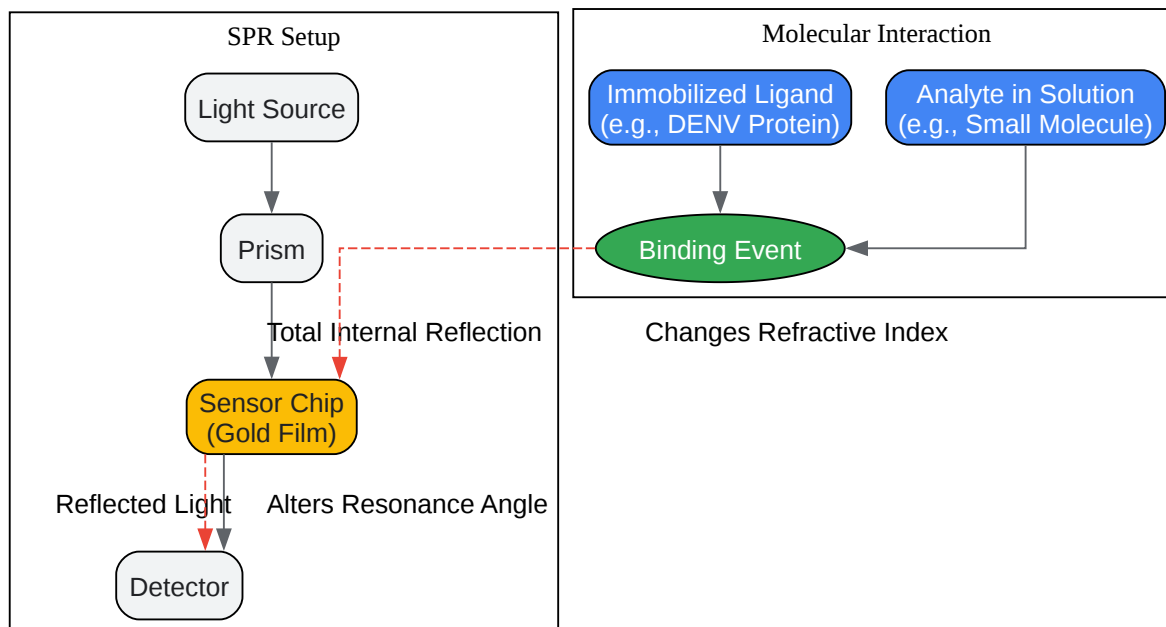 SPR Setup
Light Source
Prism
Total Internal Reflection
Sensor Chip
(Gold Film)
Reflected Light
Alters Resonance Angle
Detector
Molecular Interaction
Immobilized Ligand
(e.g., DENV Protein)
Analyte in Solution
(e.g., Small Molecule)
Binding Event
Changes Refractive Index